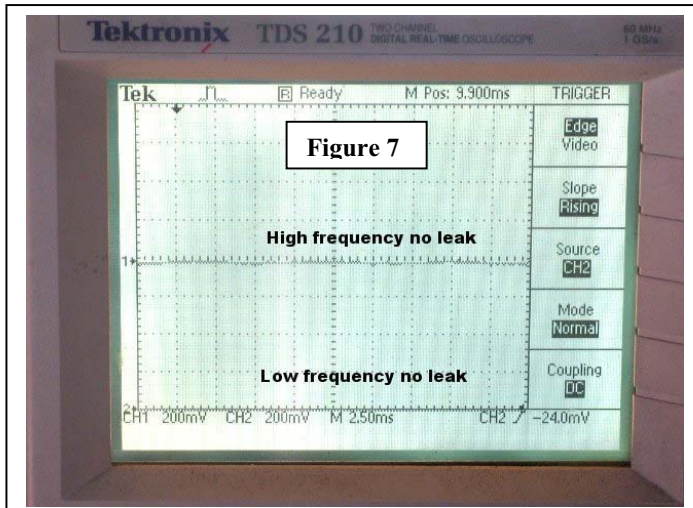 Tektronix TDS 210 TWO CHANNEL DIGITAL REAL-TIME OSCILLOSCOPE 60 MHz 1 GS/s
Tek R Ready M Pos: 9.900ms TRIGGER
Figure 7
Edge
Video
Slope
Rising
High frequency no leak
Source
CH2
1
Mode
Normal
Low frequency no leak
Coupling
DC
2
CH1 200mV CH2 200mV M 2.50ms CH2 -24.0mV